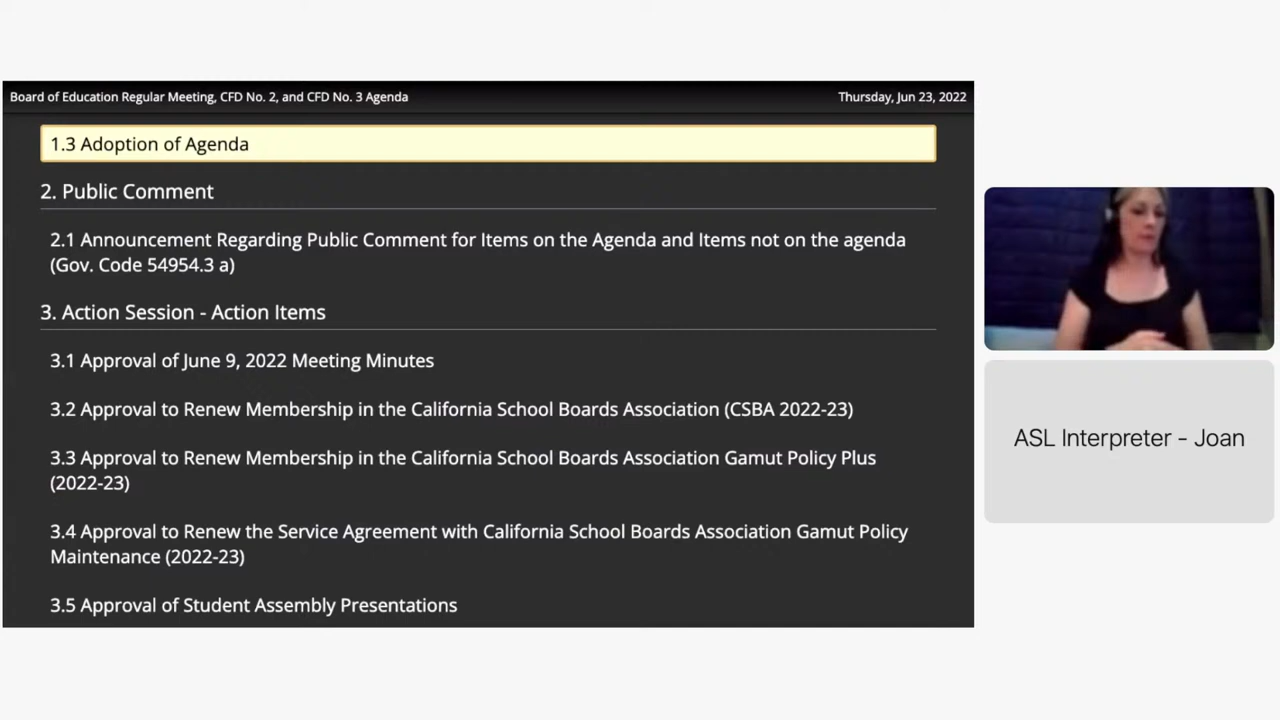 Board of Education Regular Meeting, CFD No. 2, and CFD No. 3 Agenda
Thursday, Jun 23, 2022
1.3 Adoption of Agenda
2. Public Comment
2.1 Announcement Regarding Public Comment for Items on the Agenda and Items not on the agenda
(Gov. Code 54954.3 a)
3. Action Session - Action Items
3.1 Approval of June 9, 2022 Meeting Minutes
3.2 Approval to Renew Membership in the California School Boards Association (CSBA 2022-23)
3.3 Approval to Renew Membership in the California School Boards Association Gamut Policy Plus
(2022-23)
3.4 Approval to Renew the Service Agreement with California School Boards Association Gamut Policy
Maintenance (2022-23)
3.5 Approval of Student Assembly Presentations
ASL Interpreter - Joan